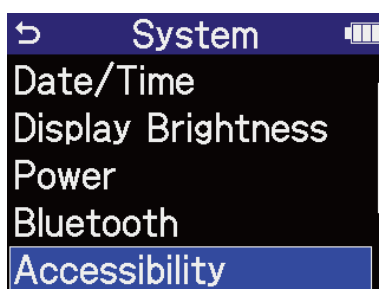 System
Date/Time
Display Brightness
Power
Bluetooth
Accessibility